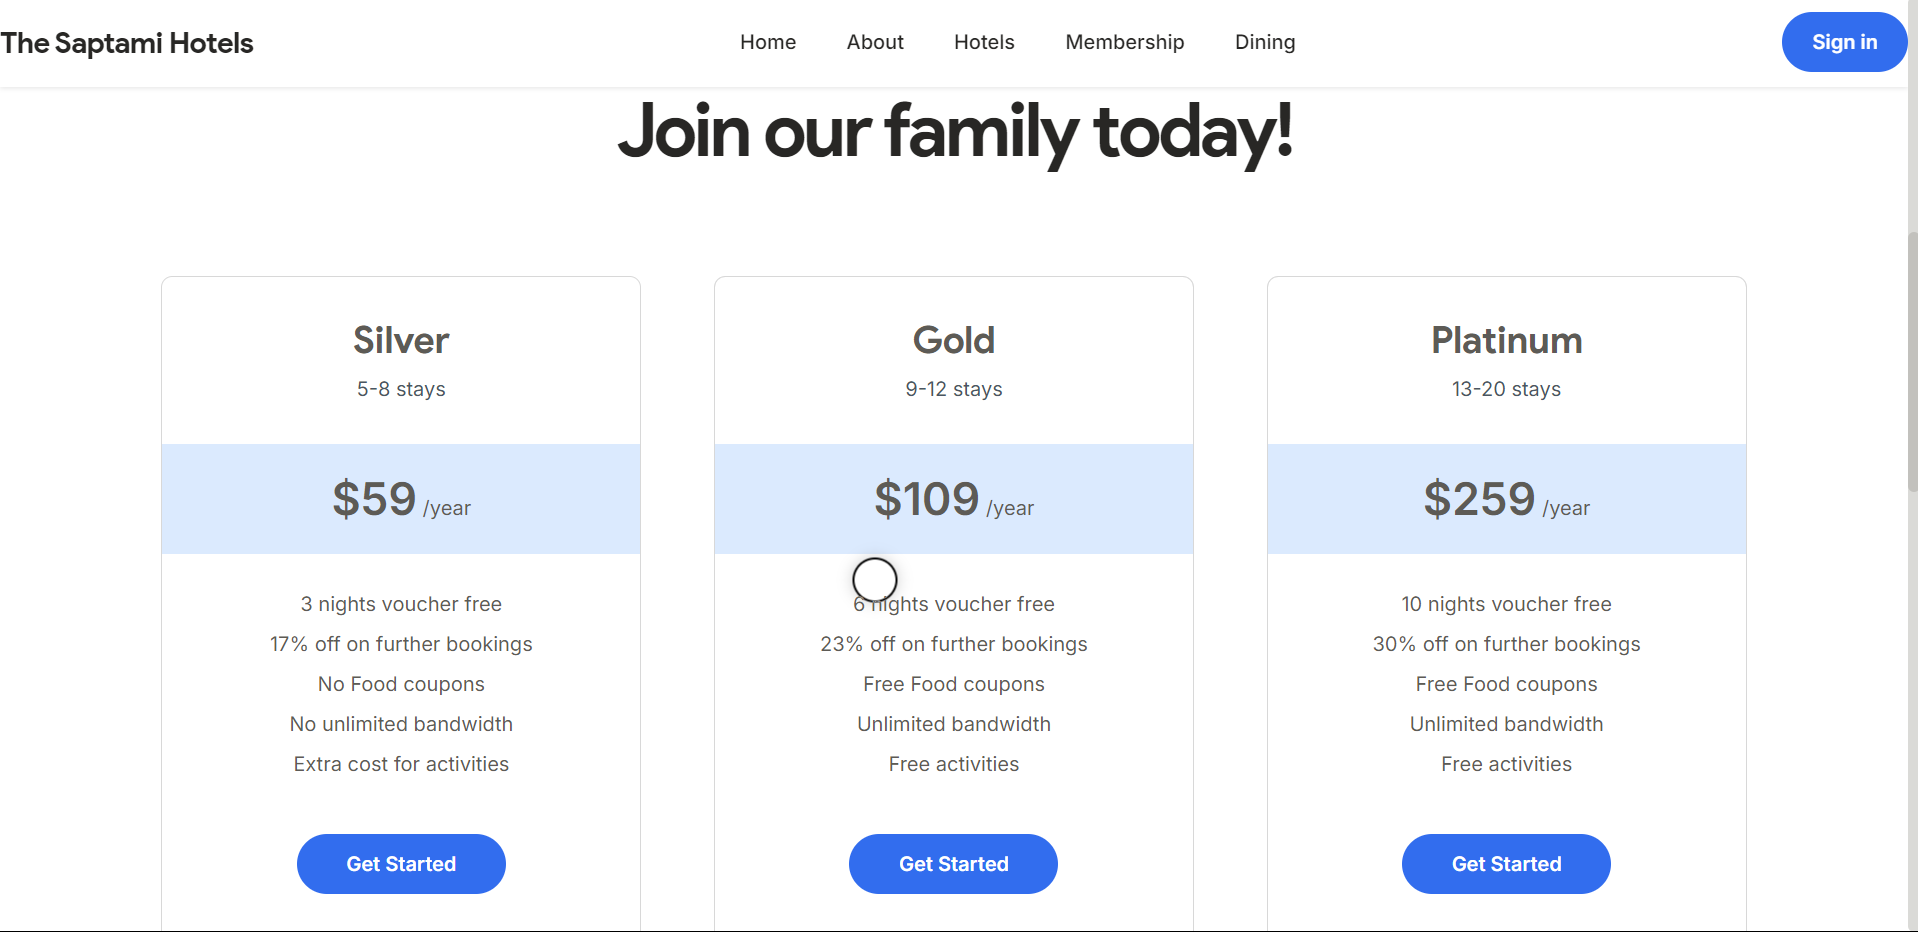 The Saptami Hotels
Home About Hotels Membership Dining
Sign in
Join our family today!
Silver
5-8 stays
$59 /year
3 nights voucher free
17% off on further bookings
No Food coupons
No unlimited bandwidth
Extra cost for activities
Get Started
Gold
9-12 stays
$109 /year
6 nights voucher free
23% off on further bookings
Free Food coupons
Unlimited bandwidth
Free activities
Get Started
Platinum
13-20 stays
$259 /year
10 nights voucher free
30% off on further bookings
Free Food coupons
Unlimited bandwidth
Free activities
Get Started